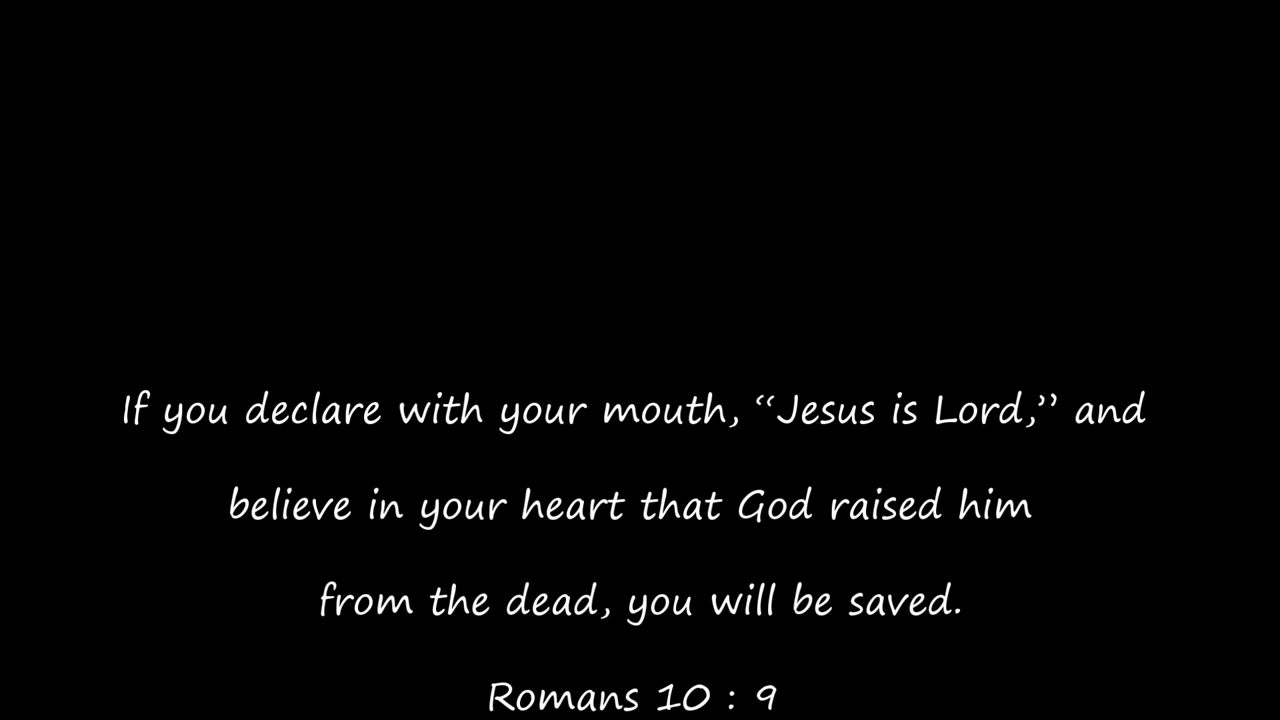 If you declare with your mouth, “Jesus is Lord,” and
believe in your heart that God raised him
from the dead, you will be saved.
Romans 10 : 9